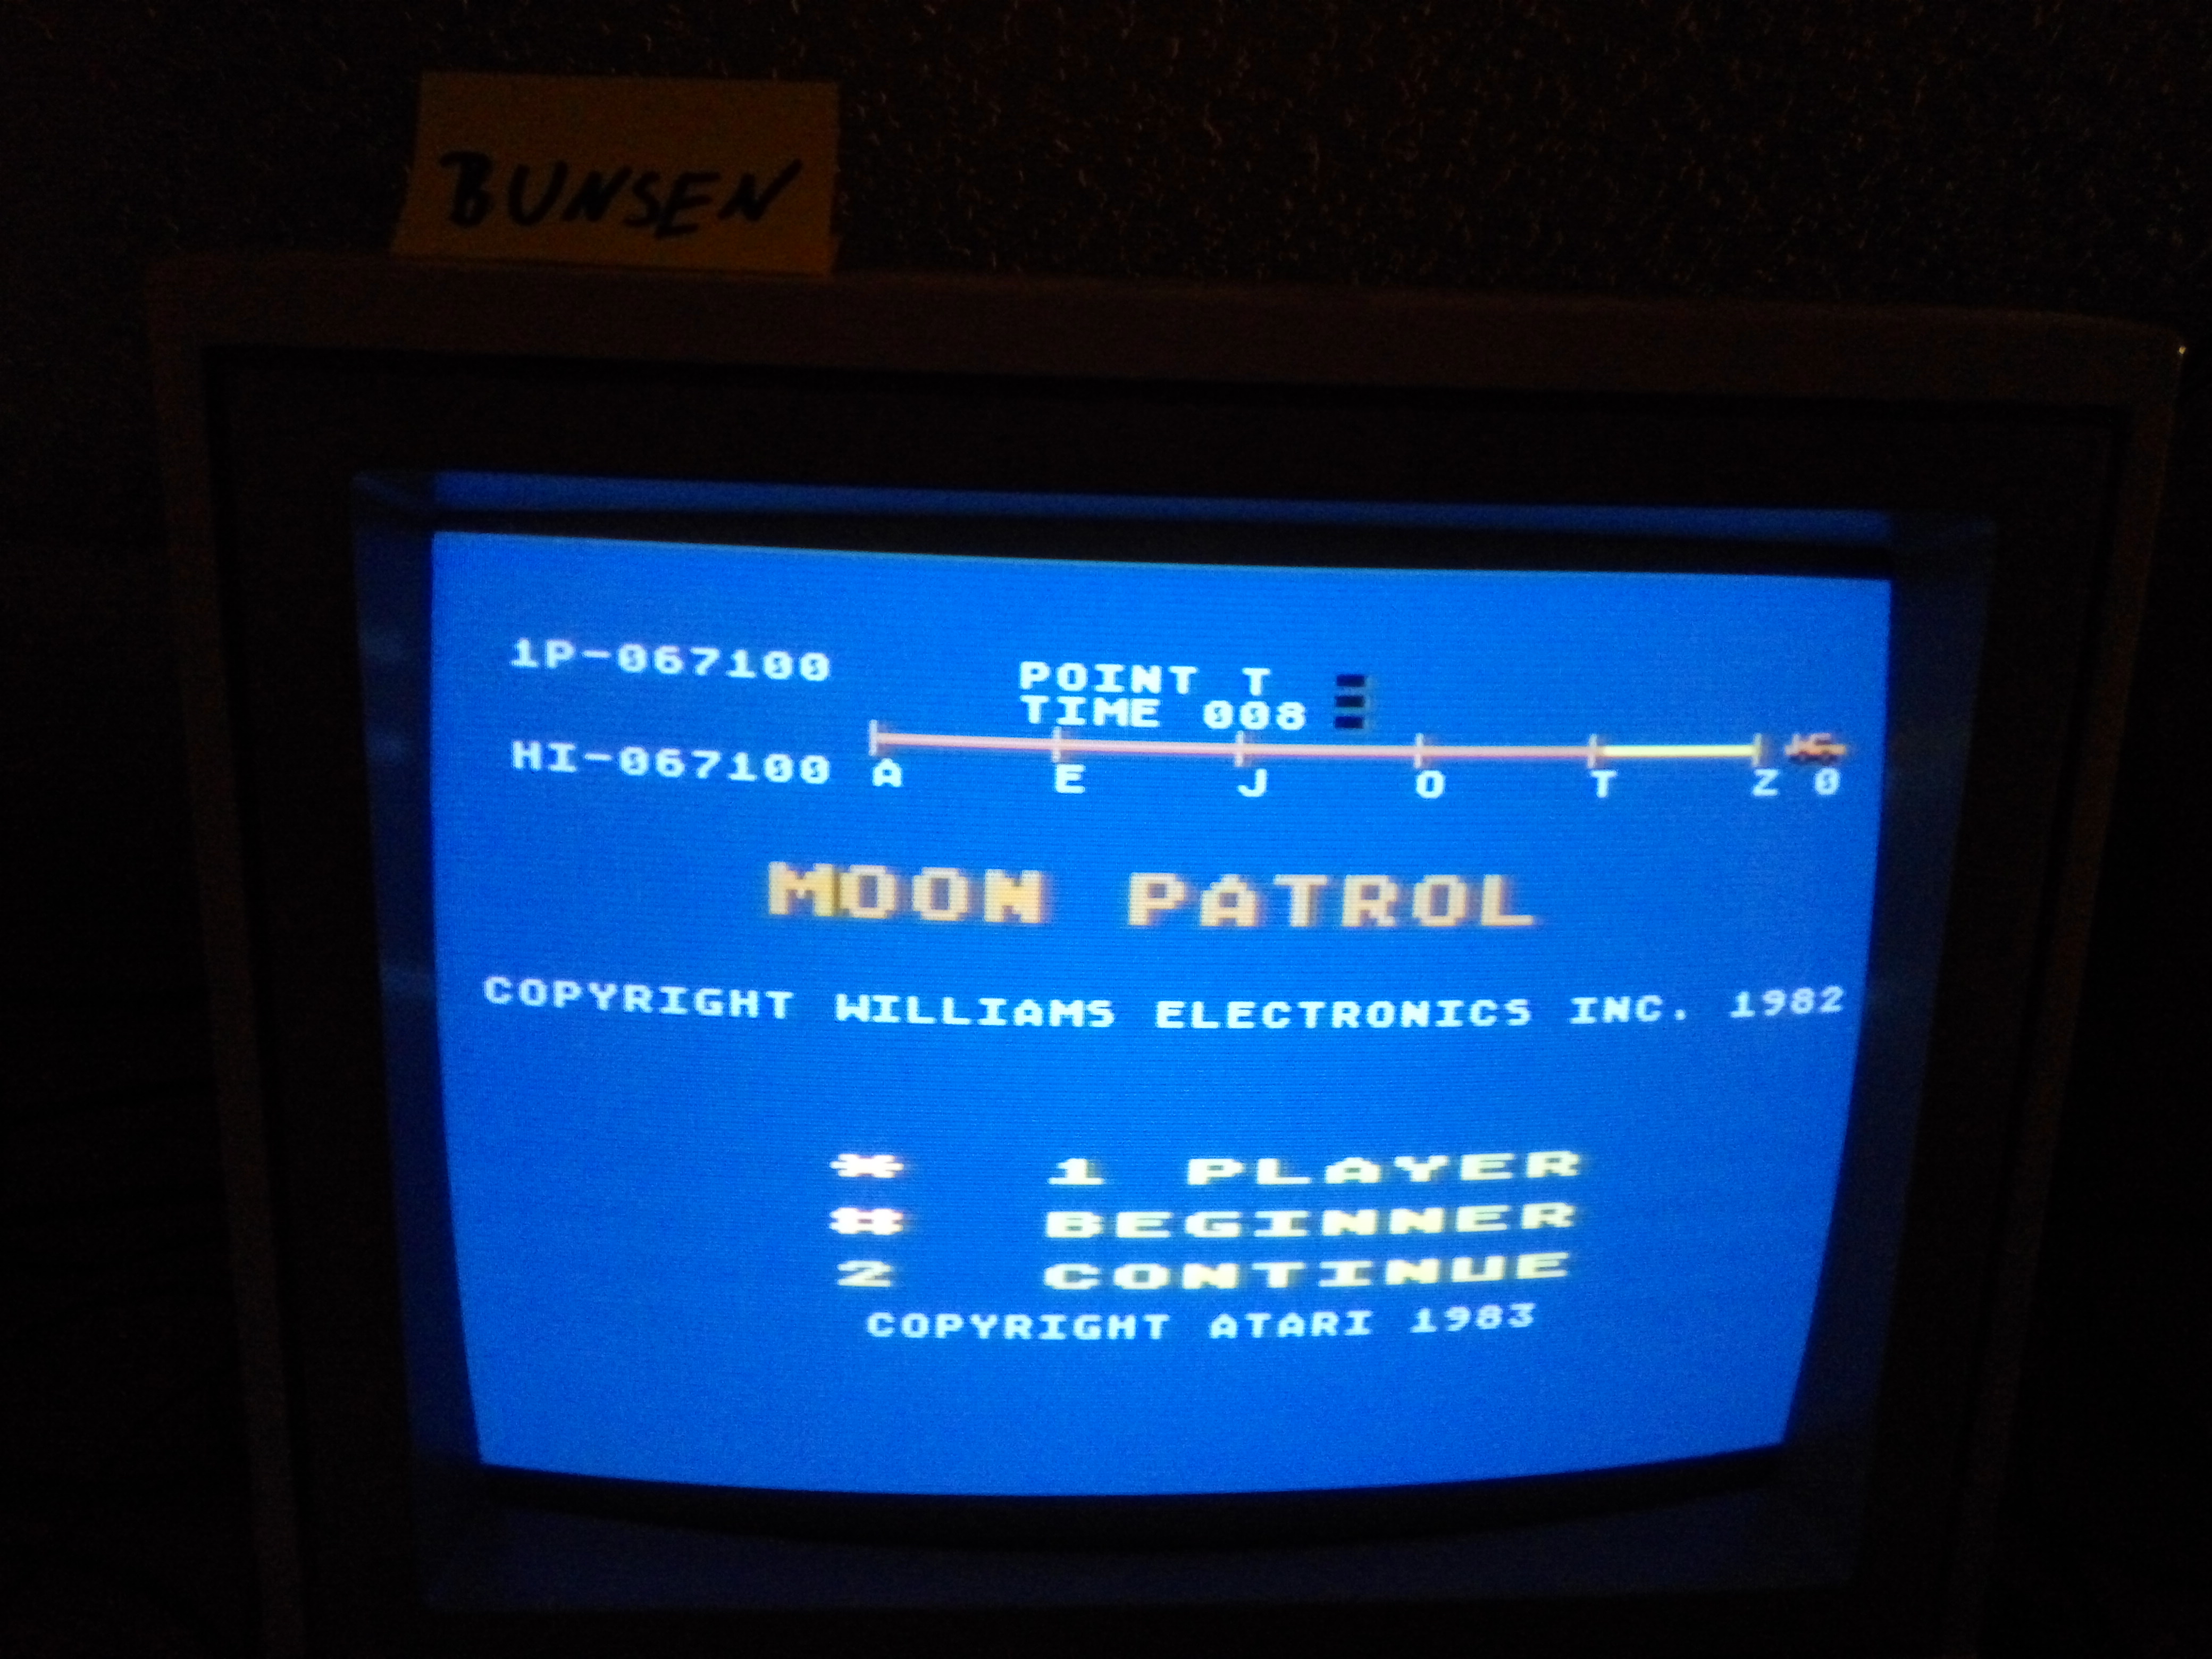 BUNSEN
1P-067100
POINT T
TIME 008
HI-067100
A E J O T Z 0
MOON PATROL
COPYRIGHT WILLIAMS ELECTRONICS INC. 1982
* 1 PLAYER
# BEGINNER
2 CONTINUE
COPYRIGHT ATARI 1983